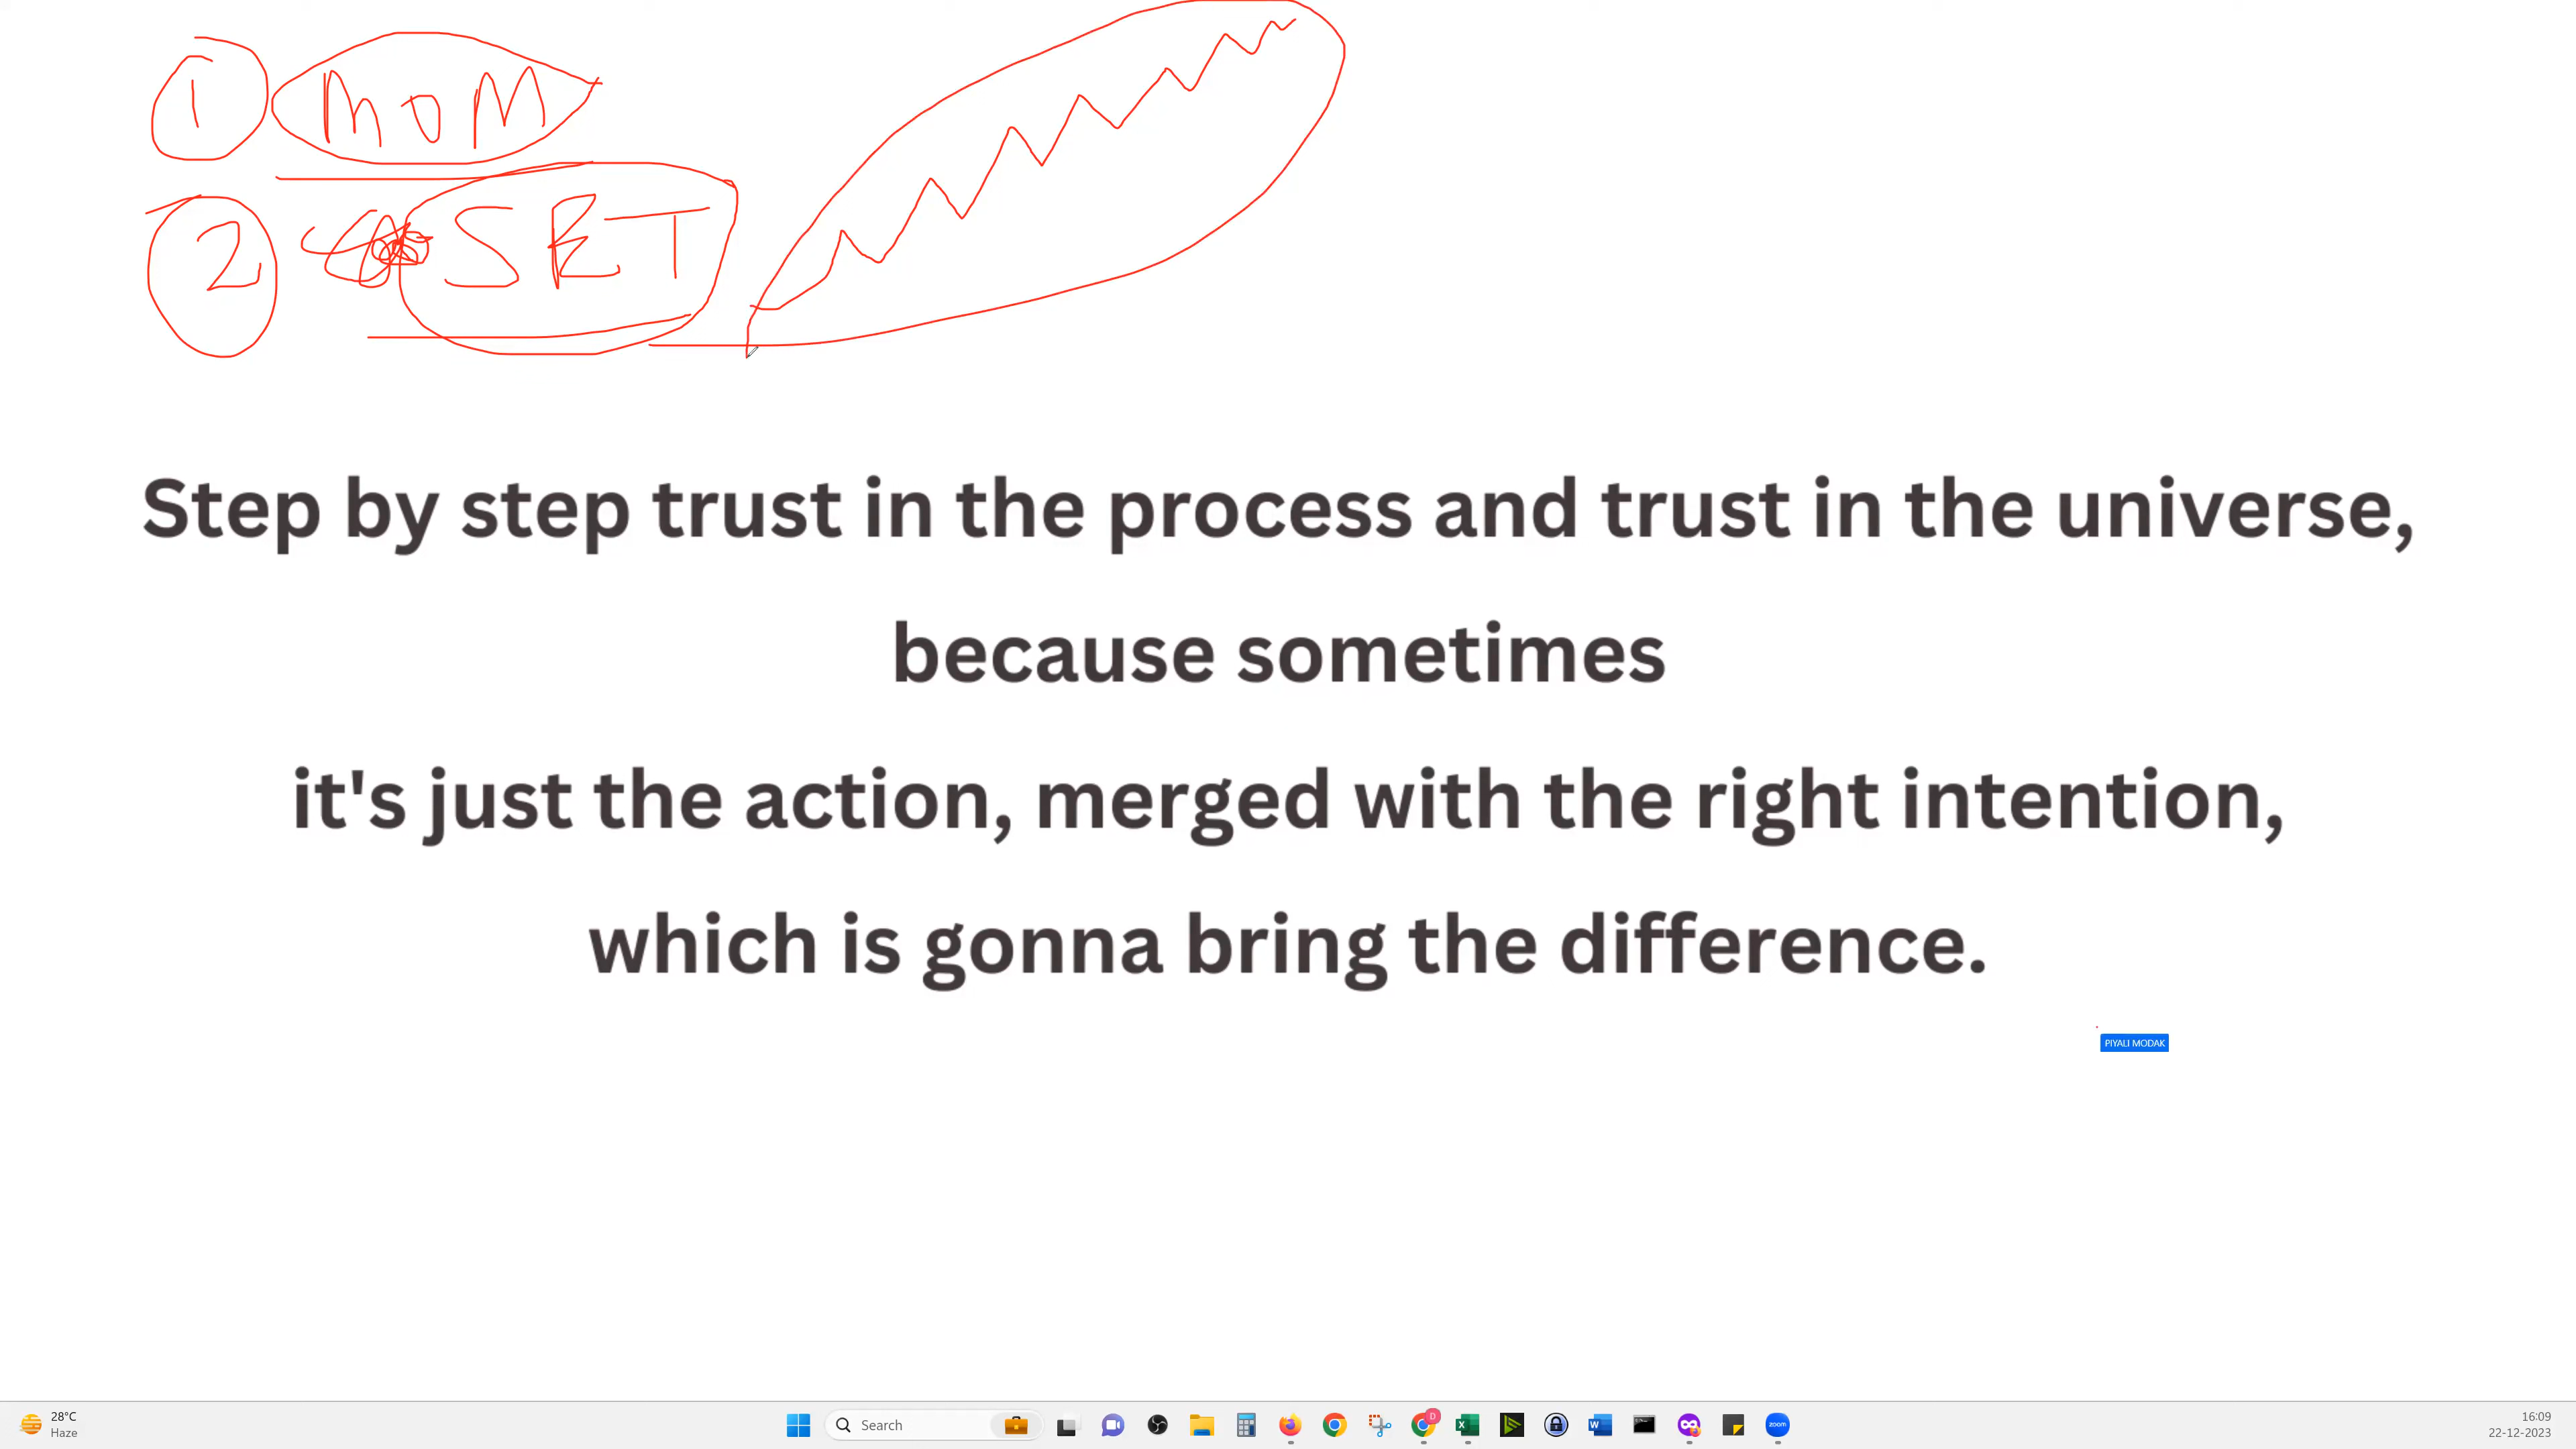 1 MOM
2 SET
Step by step trust in the process and trust in the universe,
because sometimes
it's just the action, merged with the right intention,
which is gonna bring the difference.
PIYALI MODAK
28°C
Haze
Search
D
zoom
16:09
22-12-2023